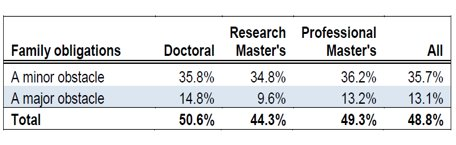 Research Professional
Family obligations Doctoral Master's Master's All
A minor obstacle 35.8% 34.8% 36.2% 35.7%
A major obstacle 14.8% 9.6% 13.2% 13.1%
Total 50.6% 44.3% 49.3% 48.8%